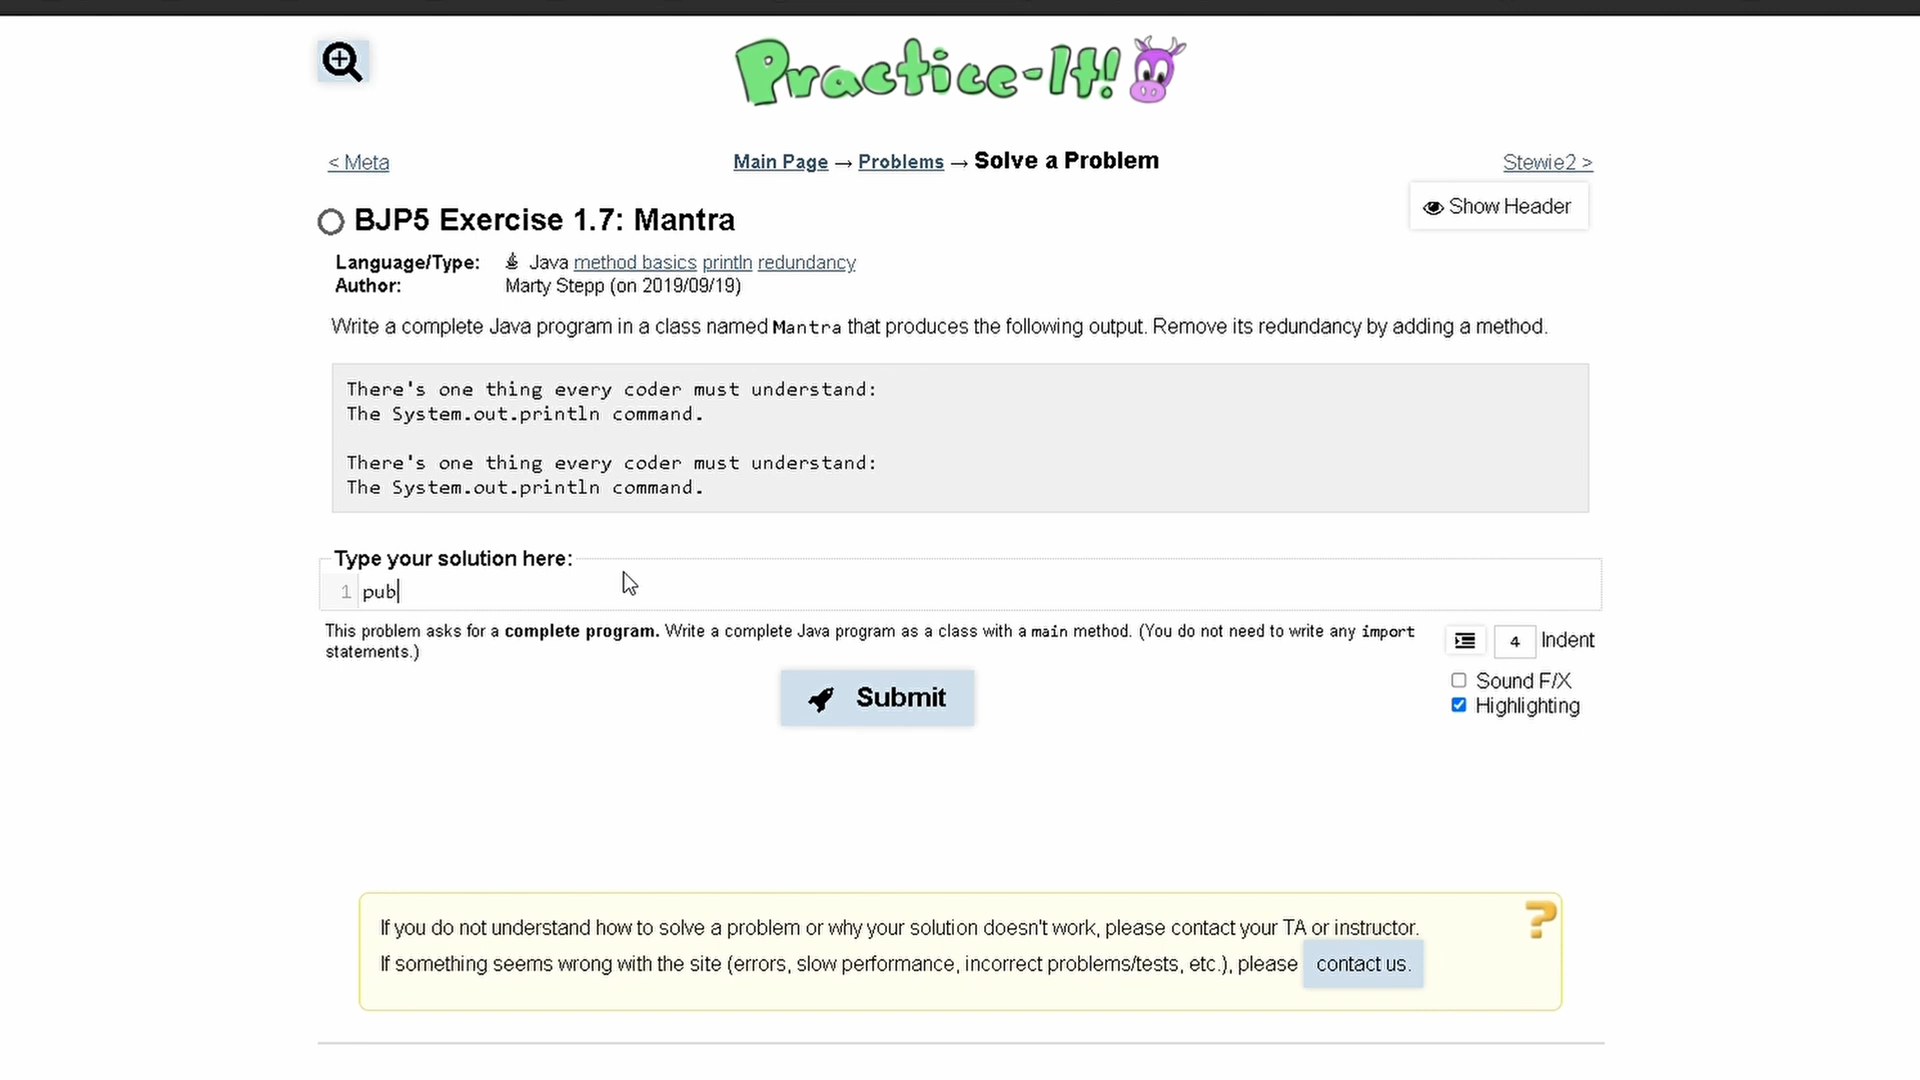 Practice-It!
< Meta
Main Page → Problems → Solve a Problem
Stewie2 >
Show Header
BJP5 Exercise 1.7: Mantra
Language/Type: Java method basics println redundancy
Author: Marty Stepp (on 2019/09/19)
Write a complete Java program in a class named Mantra that produces the following output. Remove its redundancy by adding a method.
There's one thing every coder must understand:
The System.out.println command.
There's one thing every coder must understand:
The System.out.println command.
Type your solution here:
1 pub
This problem asks for a complete program. Write a complete Java program as a class with a main method. (You do not need to write any import
statements.)
4 Indent
Sound F/X
Highlighting
Submit
If you do not understand how to solve a problem or why your solution doesn't work, please contact your TA or instructor.
If something seems wrong with the site (errors, slow performance, incorrect problems/tests, etc.), please contact us.
?